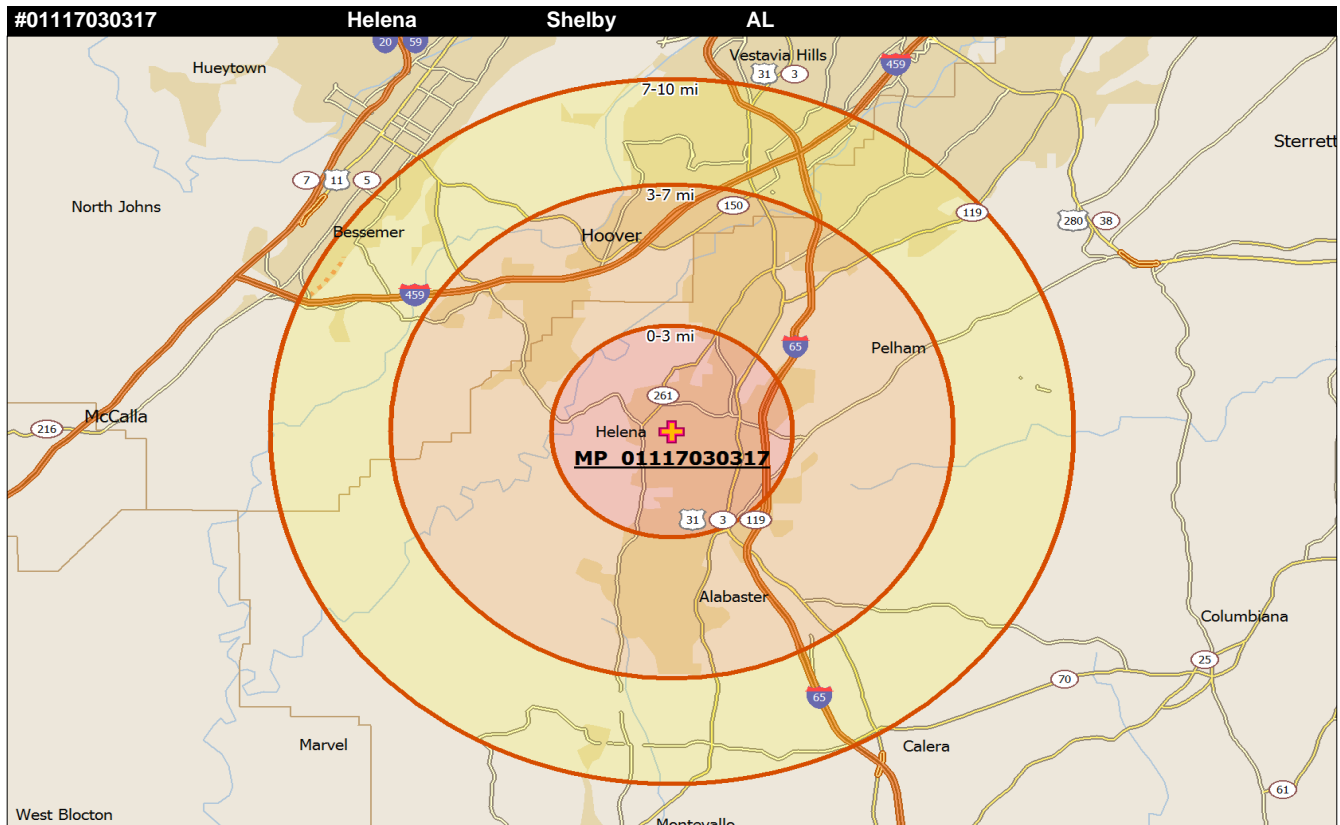 #01117030317 Helena Shelby AL
20 59
Hueytown
Vestavia Hills
31 3
459
7-10 mi
Sterrett
7 11 5
3-7 mi
150
North Johns
119
280 38
Bessemer
Hoover
459
0-3 mi
65
Pelham
261
McCalla
216
Helena
MP 01117030317
31 3 119
Alabaster
Columbiana
25
70
65
Marvel
Calera
61
West Blocton
Montevallo